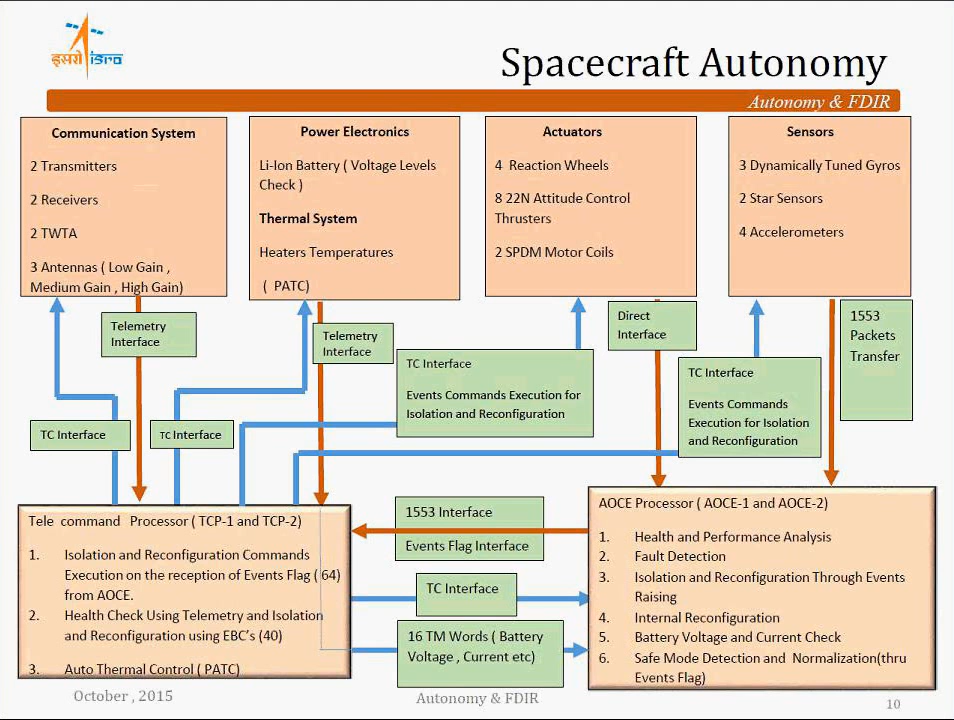 इसरो isro
Spacecraft Autonomy
Autonomy & FDIR
Communication System
2 Transmitters
2 Receivers
2 TWTA
3 Antennas ( Low Gain ,
Medium Gain , High Gain)
Power Electronics
Li-Ion Battery ( Voltage Levels
Check )
Thermal System
Heaters Temperatures
( PATC)
Actuators
4 Reaction Wheels
8 22N Attitude Control
Thrusters
2 SPDM Motor Coils
Sensors
3 Dynamically Tuned Gyros
2 Star Sensors
4 Accelerometers
Telemetry
Interface
Telemetry
Interface
Direct
Interface
1553
Packets
Transfer
TC Interface
Events Commands Execution for
Isolation and Reconfiguration
TC Interface
Events Commands
Execution for Isolation
and Reconfiguration
TC Interface
TC Interface
Tele command Processor ( TCP-1 and TCP-2)
1. Isolation and Reconfiguration Commands
Execution on the reception of Events Flag ( 64)
from AOCE.
2. Health Check Using Telemetry and Isolation
and Reconfiguration using EBC's (40)
3. Auto Thermal Control ( PATC)
1553 Interface
Events Flag Interface
TC Interface
16 TM Words ( Battery
Voltage , Current etc)
AOCE Processor ( AOCE-1 and AOCE-2)
1. Health and Performance Analysis
2. Fault Detection
3. Isolation and Reconfiguration Through Events
Raising
4. Internal Reconfiguration
5. Battery Voltage and Current Check
6. Safe Mode Detection and Normalization(thru
Events Flag)
October , 2015
Autonomy & FDIR
10